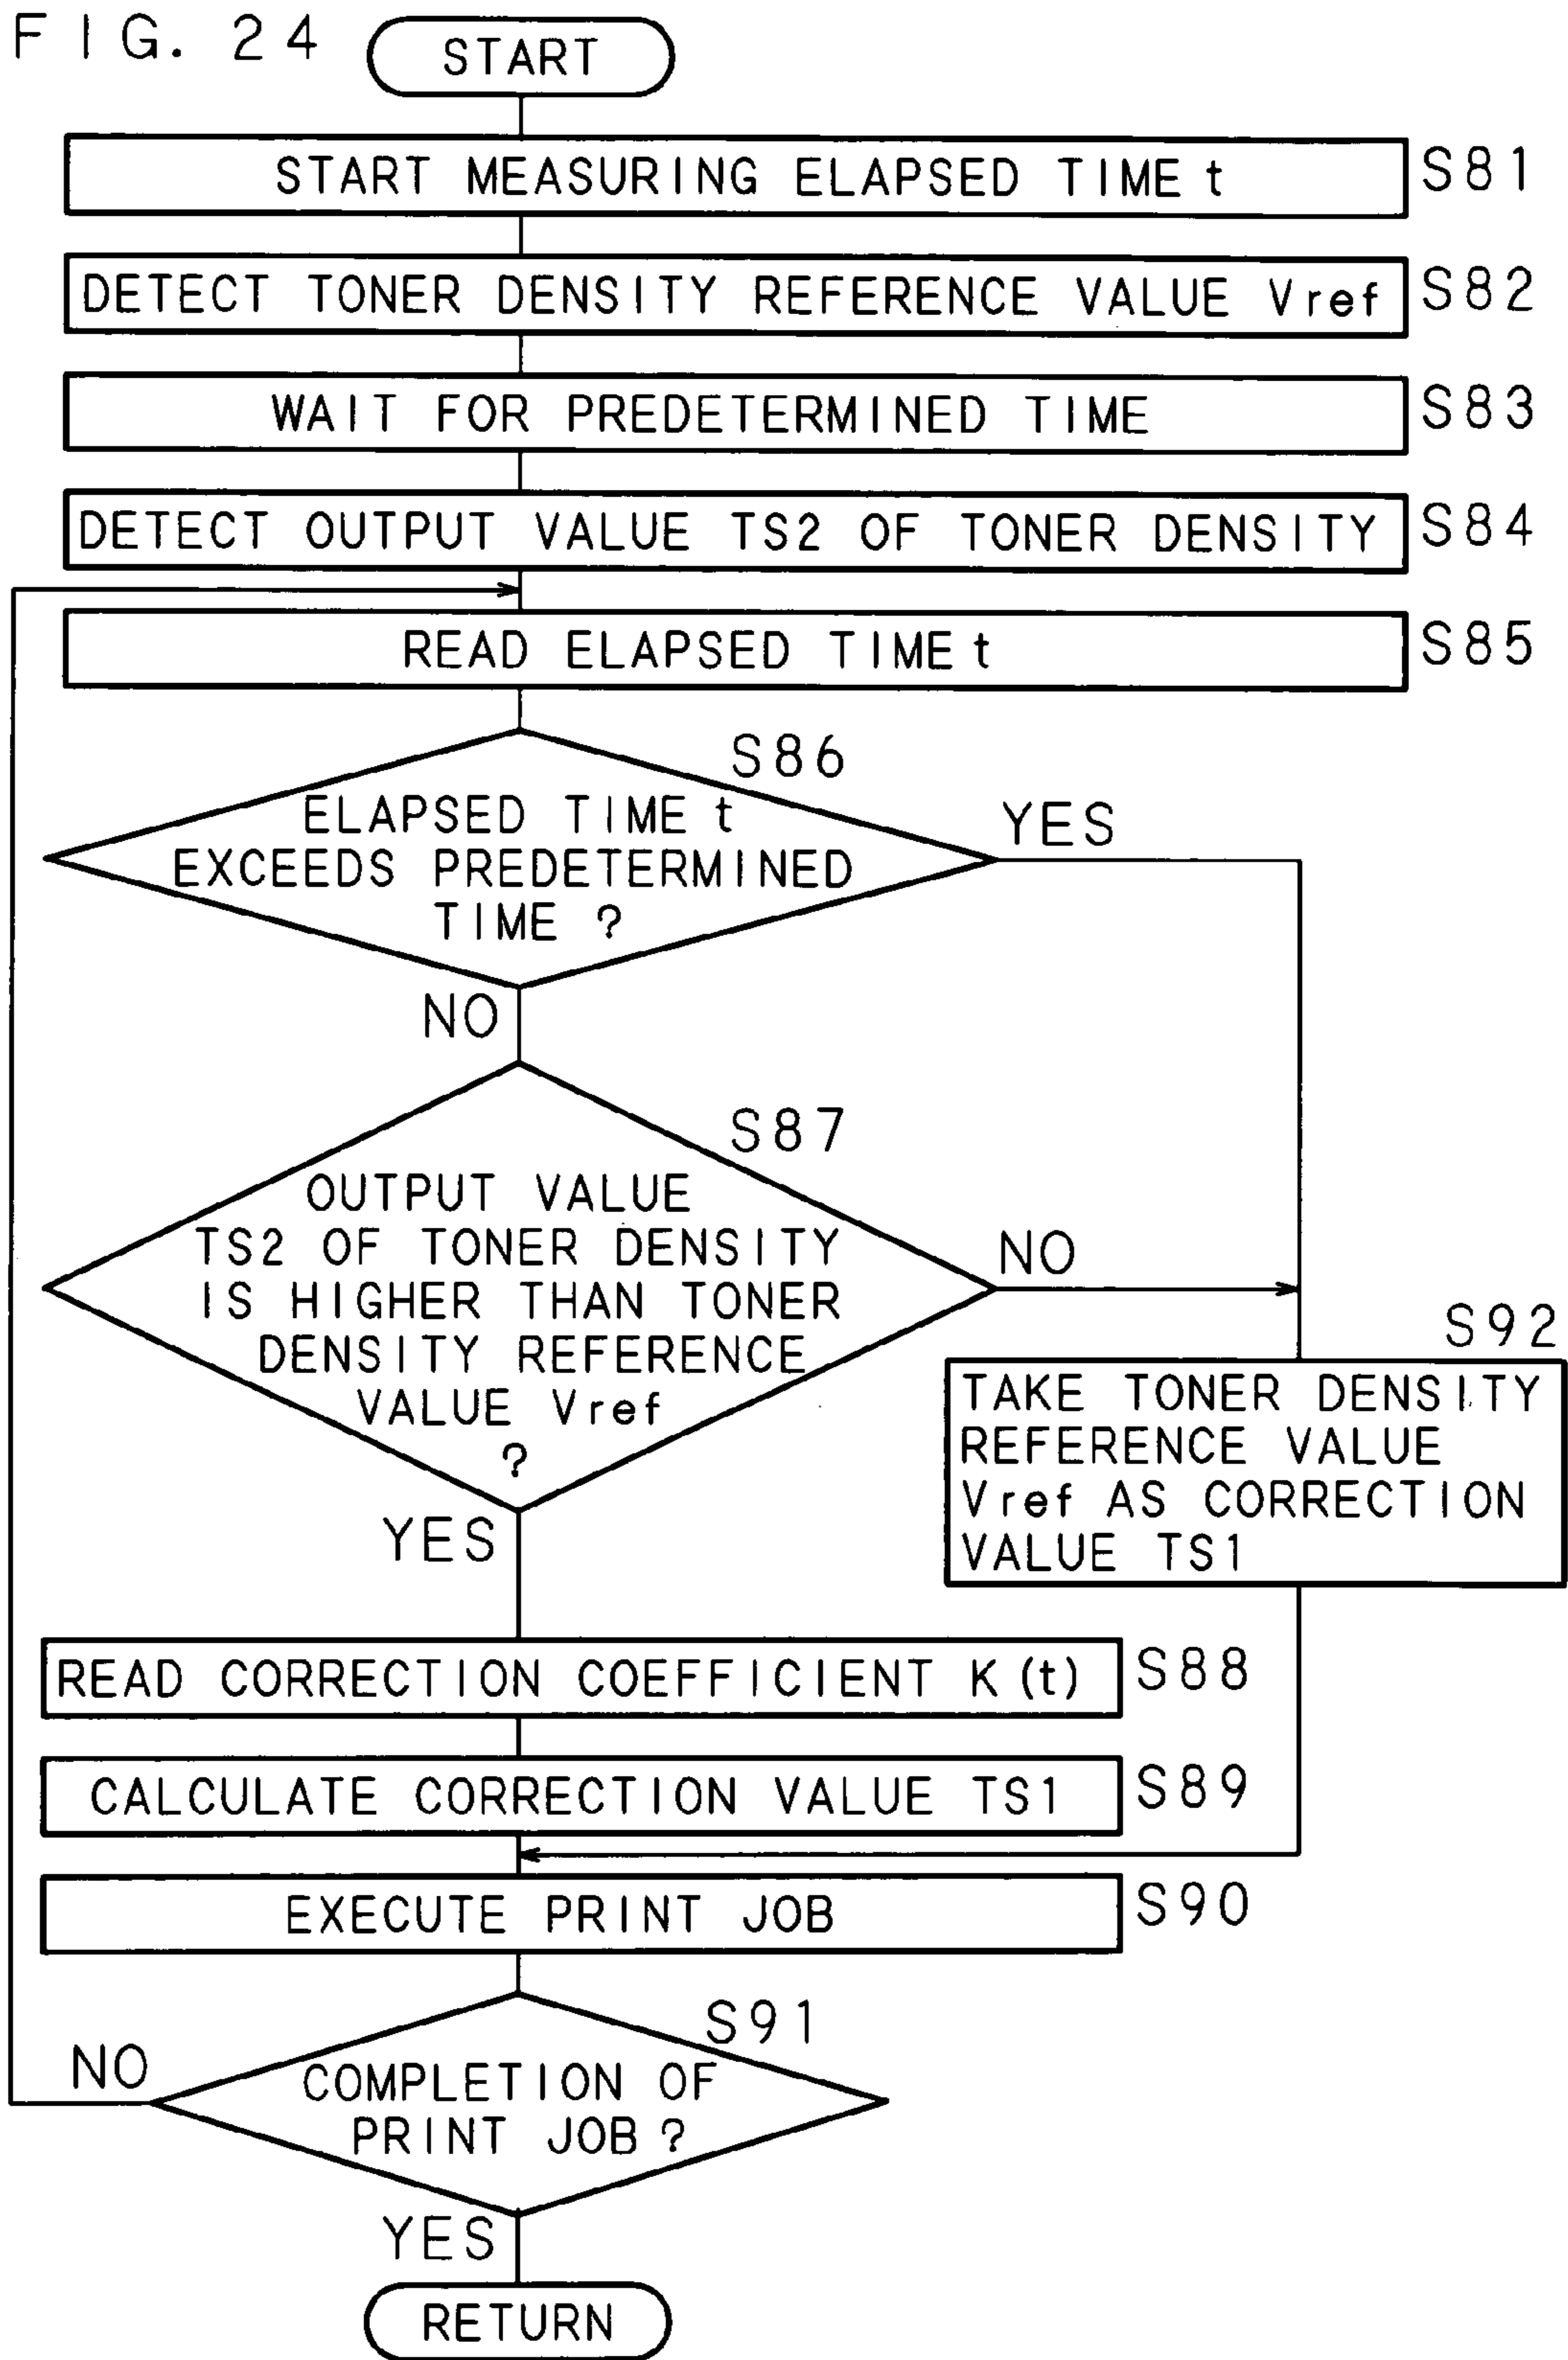 FIG. 24
START
START MEASURING ELAPSED TIME t
S81
DETECT TONER DENSITY REFERENCE VALUE Vref
S82
WAIT FOR PREDETERMINED TIME
S83
DETECT OUTPUT VALUE TS2 OF TONER DENSITY
S84
READ ELAPSED TIME t
S85
S86
ELAPSED TIME t
EXCEEDS PREDETERMINED
TIME ?
YES
NO
S87
OUTPUT VALUE
TS2 OF TONER DENSITY
IS HIGHER THAN TONER
DENSITY REFERENCE
VALUE Vref
?
NO
YES
S92
TAKE TONER DENSITY
REFERENCE VALUE
Vref AS CORRECTION
VALUE TS1
READ CORRECTION COEFFICIENT K(t)
S88
CALCULATE CORRECTION VALUE TS1
S89
EXECUTE PRINT JOB
S90
S91
COMPLETION OF
PRINT JOB ?
NO
YES
RETURN